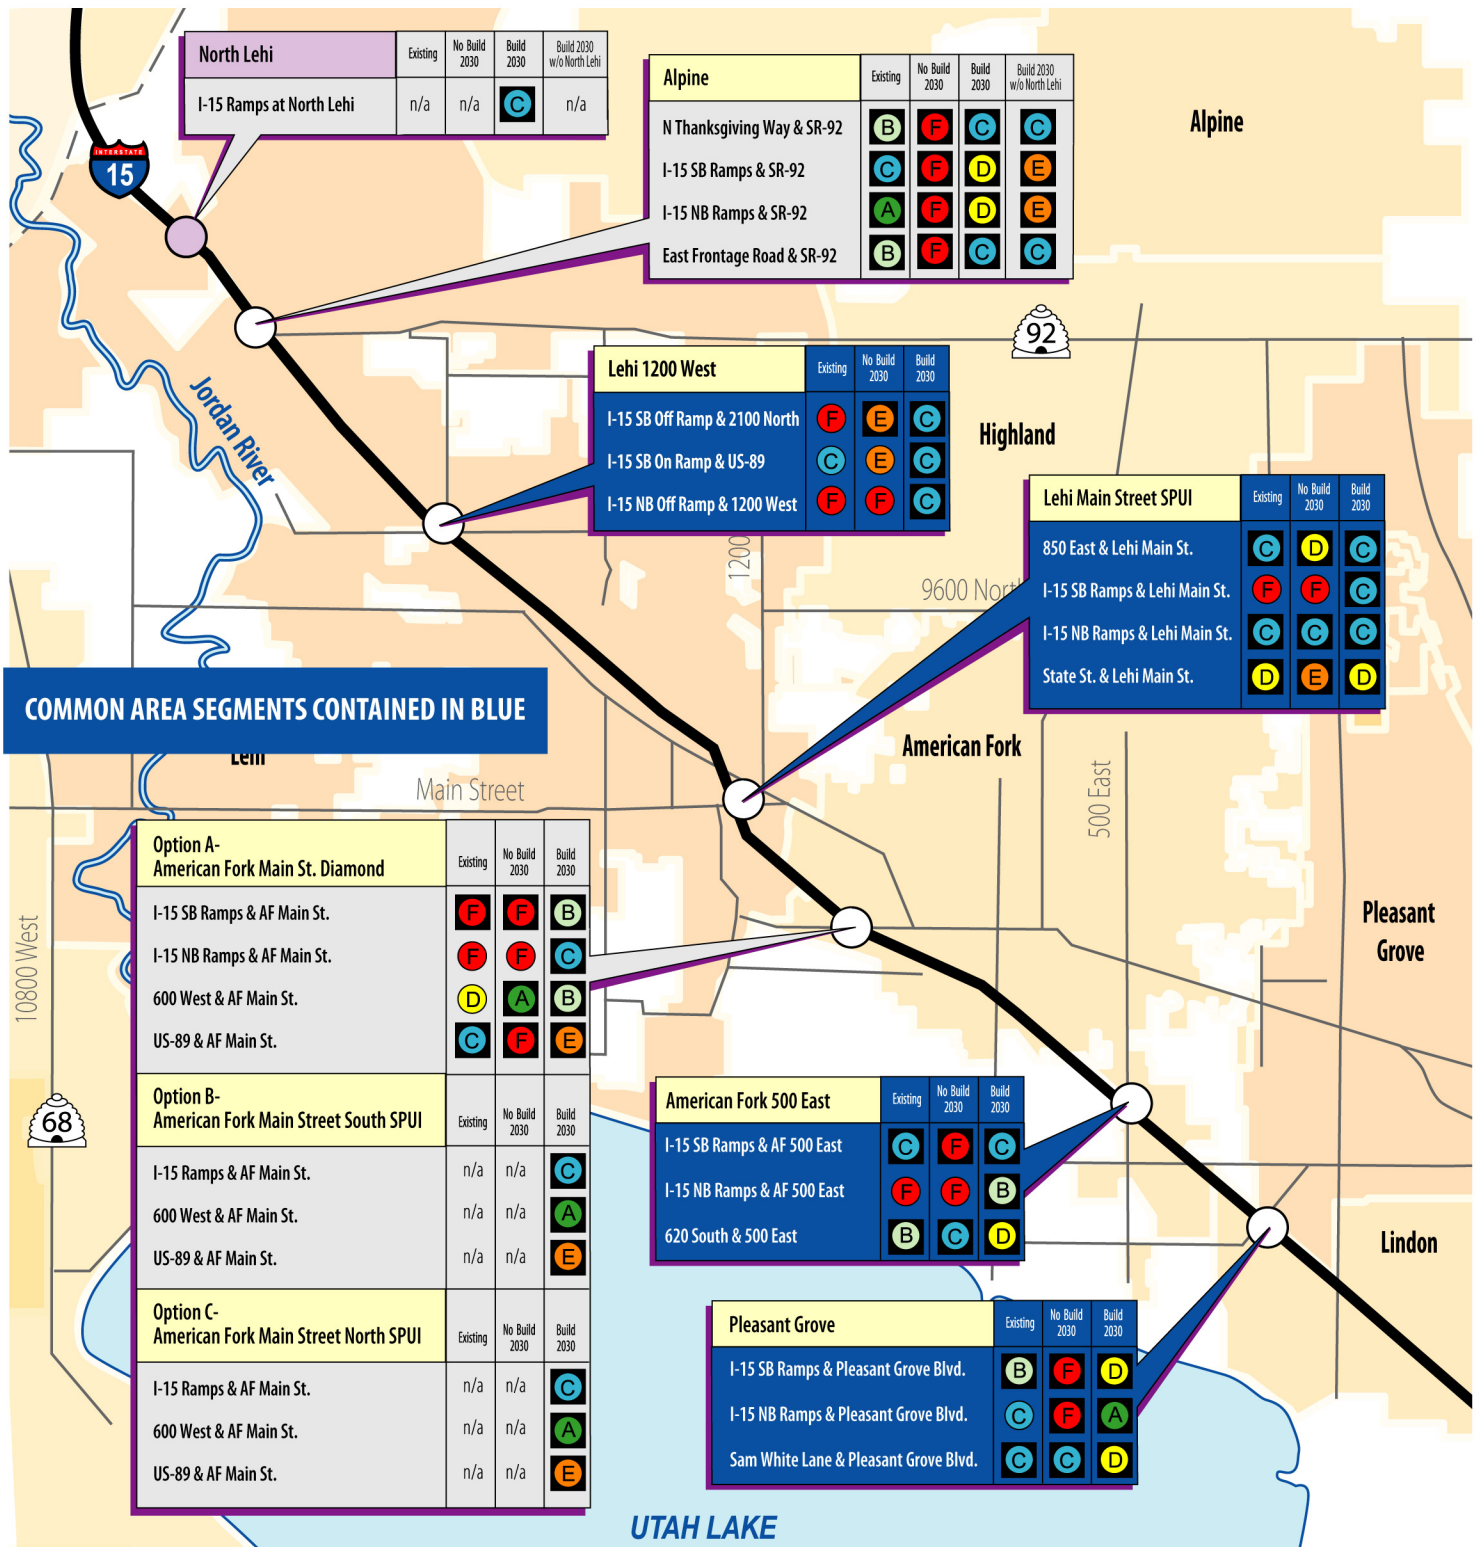 North Lehi
Existing
No Build 2030
Build 2030
Build 2030 w/o North Lehi
I-15 Ramps at North Lehi n/a n/a C n/a
INTERSTATE
15
Alpine
Existing
No Build 2030
Build 2030
Build 2030 w/o North Lehi
N Thanksgiving Way & SR-92 B F C C
I-15 SB Ramps & SR-92 C F D E
I-15 NB Ramps & SR-92 A F D E
East Frontage Road & SR-92 B F C C
Alpine
92
Jordan River
Lehi 1200 West
Existing
No Build 2030
Build 2030
I-15 SB Off Ramp & 2100 North F E C
I-15 SB On Ramp & US-89 C E C
I-15 NB Off Ramp & 1200 West F F C
Highland
1200
9600 North
Lehi Main Street SPUI
Existing
No Build 2030
Build 2030
850 East & Lehi Main St. C D C
I-15 SB Ramps & Lehi Main St. F F C
I-15 NB Ramps & Lehi Main St. C C C
State St. & Lehi Main St. D E D
COMMON AREA SEGMENTS CONTAINED IN BLUE
Lehi
Main Street
American Fork
500 East
10800 West
Pleasant
Grove
68
Option A-
American Fork Main St. Diamond
Existing
No Build 2030
Build 2030
I-15 SB Ramps & AF Main St. F F B
I-15 NB Ramps & AF Main St. F F C
600 West & AF Main St. D A B
US-89 & AF Main St. C F E
Option B-
American Fork Main Street South SPUI
Existing
No Build 2030
Build 2030
I-15 Ramps & AF Main St. n/a n/a C
600 West & AF Main St. n/a n/a A
US-89 & AF Main St. n/a n/a E
Option C-
American Fork Main Street North SPUI
Existing
No Build 2030
Build 2030
I-15 Ramps & AF Main St. n/a n/a C
600 West & AF Main St. n/a n/a A
US-89 & AF Main St. n/a n/a E
American Fork 500 East
Existing
No Build 2030
Build 2030
I-15 SB Ramps & AF 500 East C F C
I-15 NB Ramps & AF 500 East F F B
620 South & 500 East B C D
Lindon
Pleasant Grove
Existing
No Build 2030
Build 2030
I-15 SB Ramps & Pleasant Grove Blvd. B F D
I-15 NB Ramps & Pleasant Grove Blvd. C F A
Sam White Lane & Pleasant Grove Blvd. C C D
UTAH LAKE